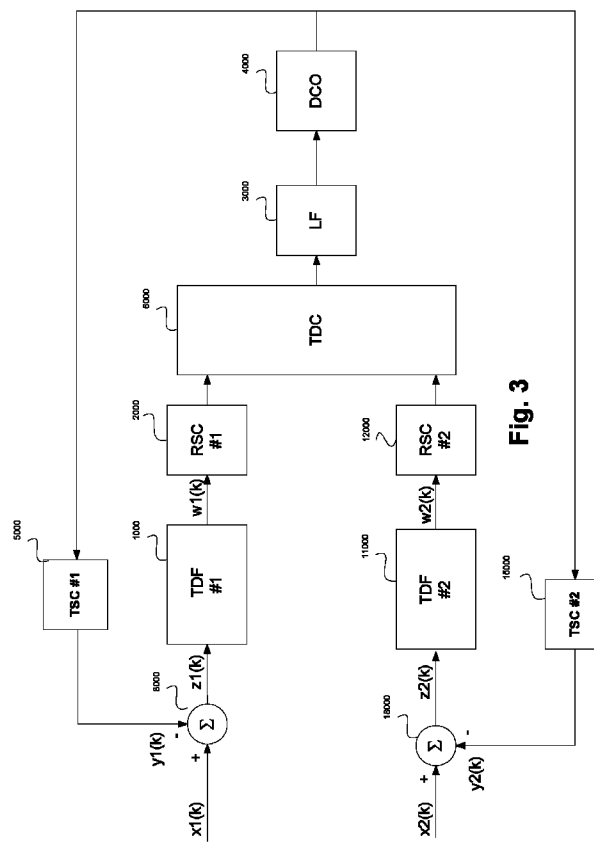 5000
TSC #1
y1(k)
-
8000
Σ
+
x1(k)
z1(k)
1000
TDF
#1
w1(k)
2000
RSC
#1
6000
TDC
3000
LF
4000
DCO
x2(k)
+
18000
Σ
-
y2(k)
z2(k)
11000
TDF
#2
w2(k)
12000
RSC
#2
15000
TSC #2
Fig. 3